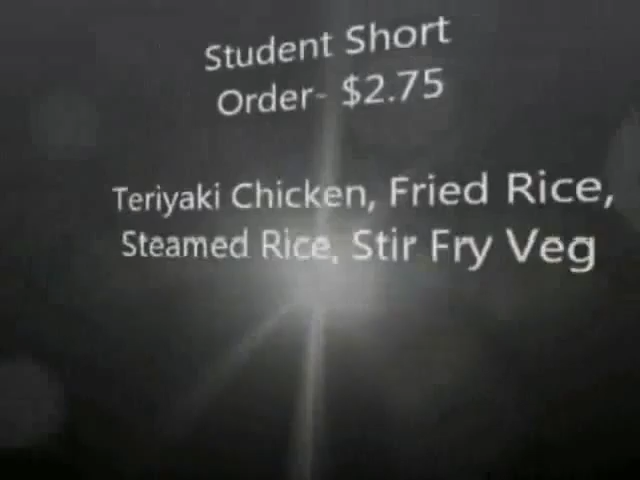 Student Short
Order- $2.75
Teriyaki Chicken, Fried Rice,
Steamed Rice, Stir Fry Veg